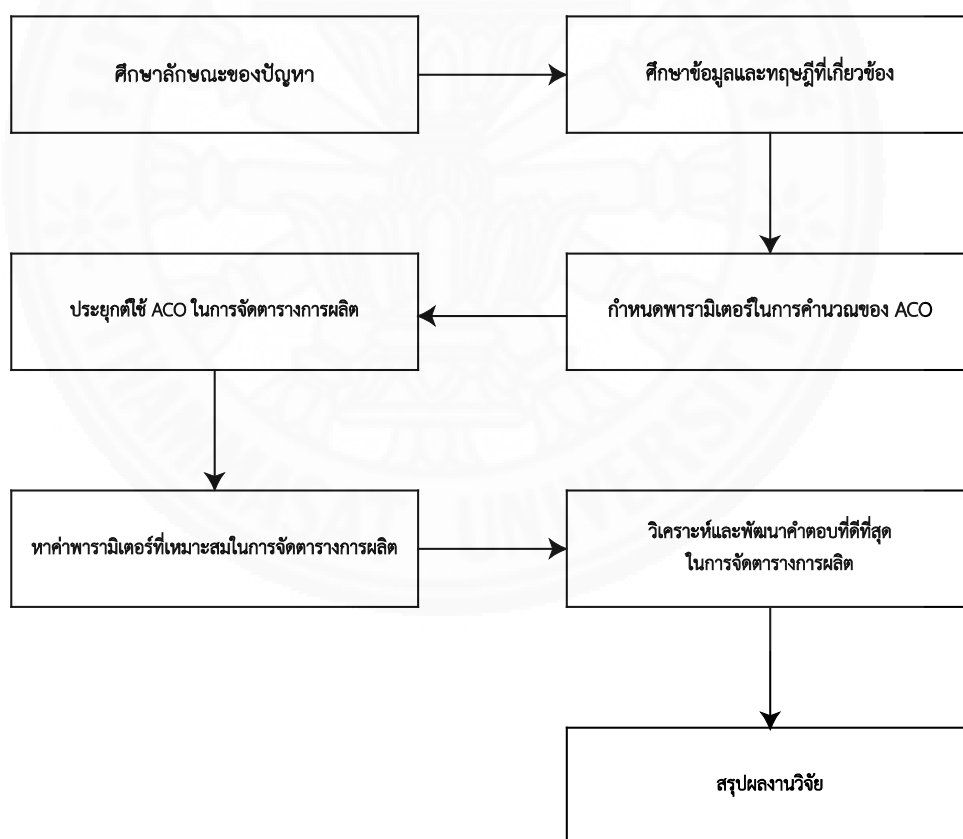 ศึกษาลักษณะของปัญหา
ศึกษาข้อมูลและทฤษฎีที่เกี่ยวข้อง
กำหนดพารามิเตอร์ในการคำนวณของ ACO
ประยุกต์ใช้ ACO ในการจัดตารางการผลิต
หาค่าพารามิเตอร์ที่เหมาะสมในการจัดตารางการผลิต
วิเคราะห์และพัฒนาคำตอบที่ดีที่สุด
ในการจัดตารางการผลิต
สรุปผลงานวิจัย